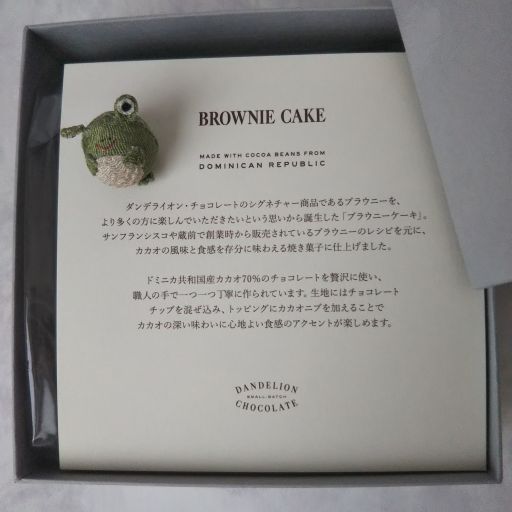 BROWNIE CAKE
MADE WITH COCOA BEANS FROM
DOMINICAN REPUBLIC
ダンデライオン・チョコレートのシグネチャー商品であるブラウニーを、
より多くの方に楽しんでいただきたいという思いから誕生した「ブラウニーケーキ」。
サンフランシスコや蔵前で創業時から販売されているブラウニーのレシピを元に、
カカオの風味と食感を存分に味わえる焼き菓子に仕上げました。
ドミニカ共和国産カカオ70%のチョコレートを贅沢に使い、
職人の手で一つ一つ丁寧に作られています。生地にはチョコレート
チップを混ぜ込み、トッピングにカカオニブを加えることで
カカオの深い味わいに心地よい食感のアクセントが楽しめます。
DANDELION
SMALL-BATCH
CHOCOLATE